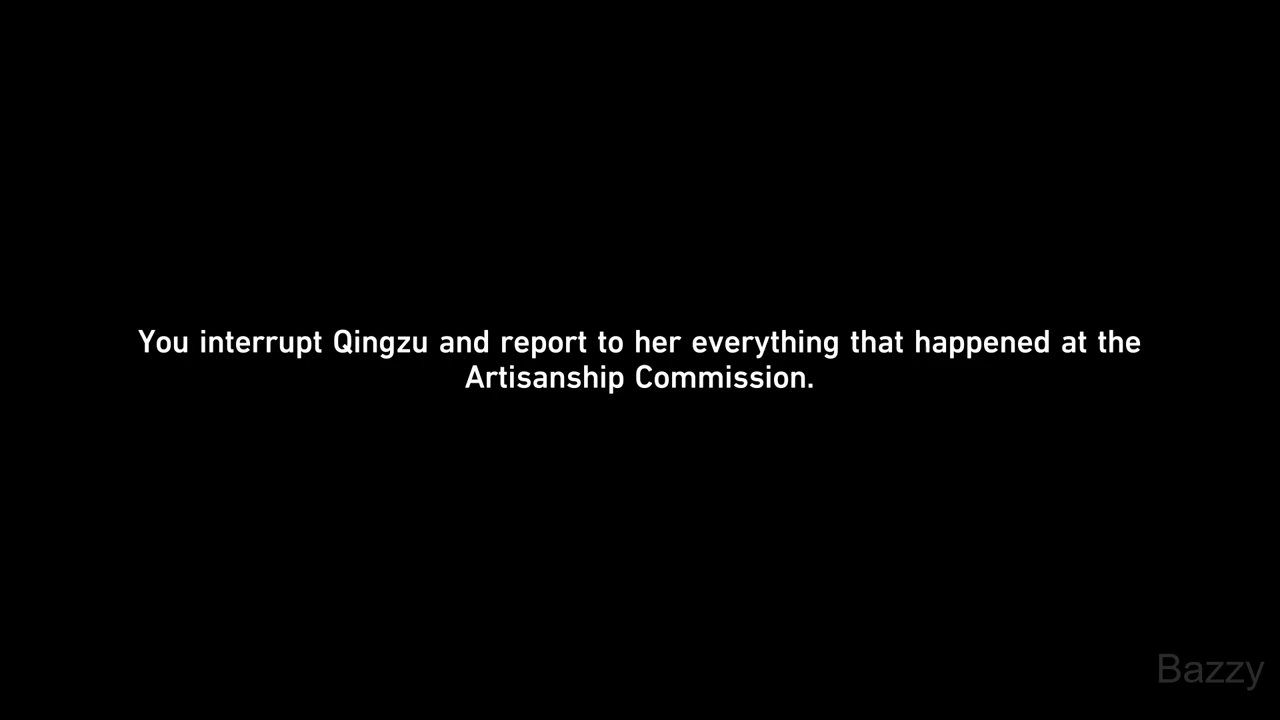 You interrupt Qingzu and report to her everything that happened at the
Artisanship Commission.
Bazzy